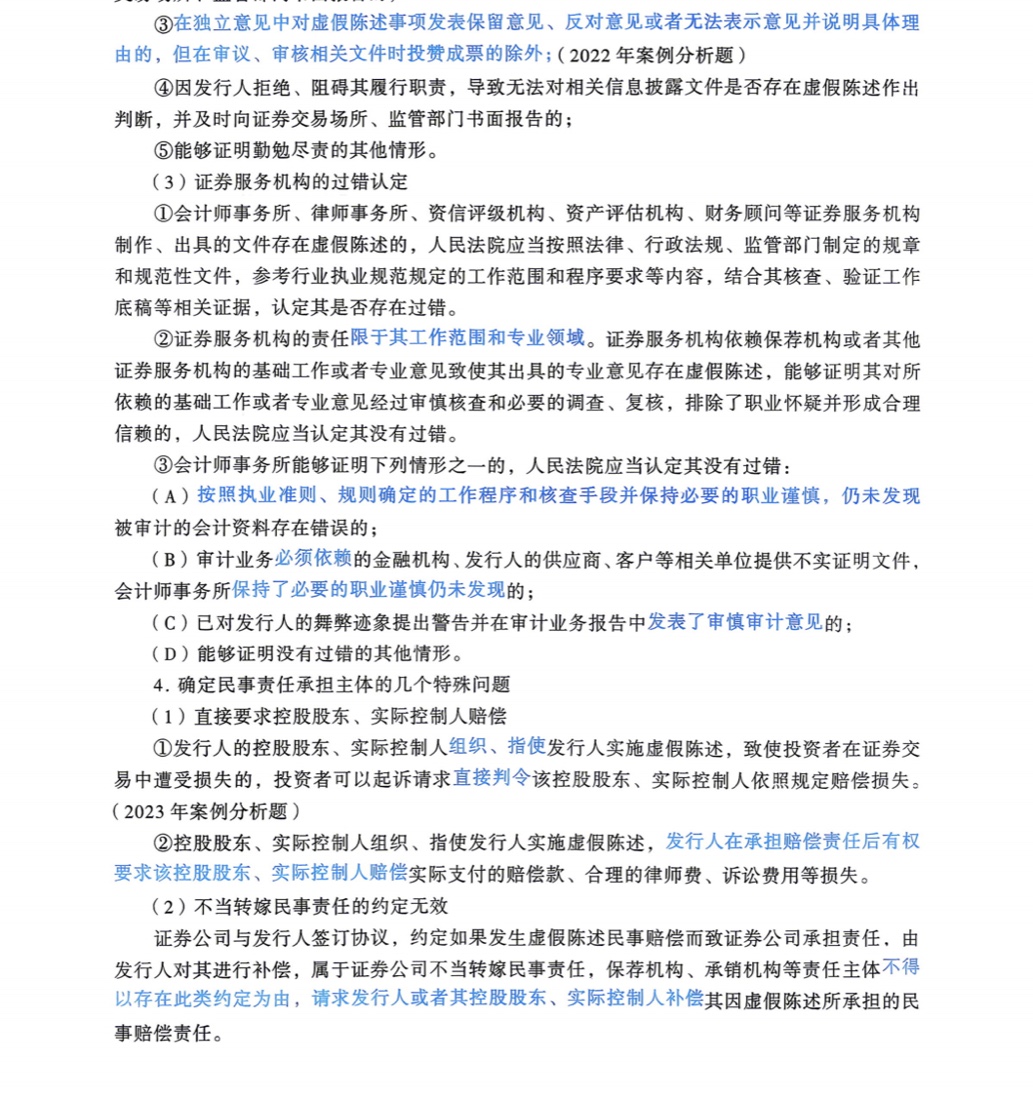 ③在独立意见中对虚假陈述事项发表保留意见、反对意见或者无法表示意见并说明具体理
由的，但在审议、审核相关文件时投赞成票的除外；（2022 年案例分析题）
④因发行人拒绝、阻碍其履行职责，导致无法对相关信息披露文件是否存在虚假陈述作出
判断，并及时向证券交易场所、监管部门书面报告的；
⑤能够证明勤勉尽责的其他情形。
（3）证券服务机构的过错认定
①会计师事务所、律师事务所、资信评级机构、资产评估机构、财务顾问等证券服务机构
制作、出具的文件存在虚假陈述的，人民法院应当按照法律、行政法规、监管部门制定的规章
和规范性文件，参考行业执业规范规定的工作范围和程序要求等内容，结合其核查、验证工作
底稿等相关证据，认定其是否存在过错。
②证券服务机构的责任限于其工作范围和专业领域。证券服务机构依赖保荐机构或者其他
证券服务机构的基础工作或者专业意见致使其出具的专业意见存在虚假陈述，能够证明其对所
依赖的基础工作或者专业意见经过审慎核查和必要的调查、复核，排除了职业怀疑并形成合理
信赖的，人民法院应当认定其没有过错。
③会计师事务所能够证明下列情形之一的，人民法院应当认定其没有过错：
（A）按照执业准则、规则确定的工作程序和核查手段并保持必要的职业谨慎，仍未发现
被审计的会计资料存在错误的；
（B）审计业务必须依赖的金融机构、发行人的供应商、客户等相关单位提供不实证明文件，
会计师事务所保持了必要的职业谨慎仍未发现的；
（C）已对发行人的舞弊迹象提出警告并在审计业务报告中发表了审慎审计意见的；
（D）能够证明没有过错的其他情形。
4. 确定民事责任承担主体的几个特殊问题
（1）直接要求控股股东、实际控制人赔偿
①发行人的控股股东、实际控制人组织、指使发行人实施虚假陈述，致使投资者在证券交
易中遭受损失的，投资者可以起诉请求直接判令该控股股东、实际控制人依照规定赔偿损失。
（2023 年案例分析题）
②控股股东、实际控制人组织、指使发行人实施虚假陈述，发行人在承担赔偿责任后有权
要求该控股股东、实际控制人赔偿实际支付的赔偿款、合理的律师费、诉讼费用等损失。
（2）不当转嫁民事责任的约定无效
证券公司与发行人签订协议，约定如果发生虚假陈述民事赔偿而致证券公司承担责任，由
发行人对其进行补偿，属于证券公司不当转嫁民事责任，保荐机构、承销机构等责任主体不得
以存在此类约定为由，请求发行人或者其控股股东、实际控制人补偿其因虚假陈述所承担的民
事赔偿责任。